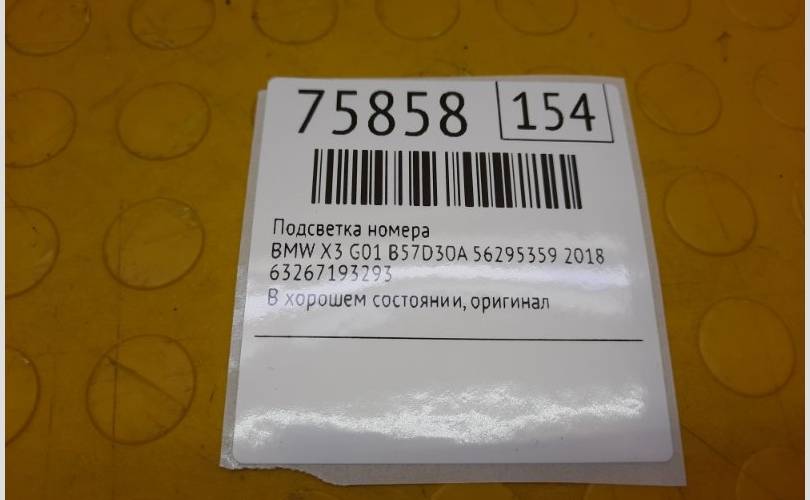 75858 154
Подсветка номера
BMW X3 G01 B57D30A 56295359 2018
63267193293
В хорошем состоянии, оригинал